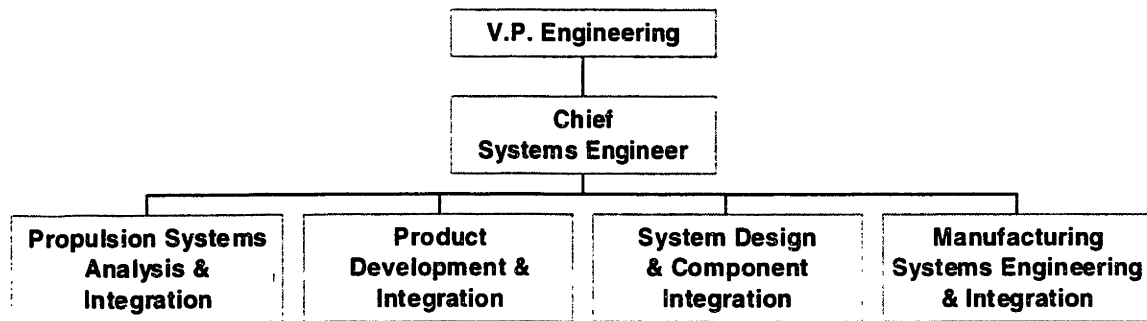 V.P. Engineering
Chief
Systems Engineer
Propulsion Systems
Analysis &
Integration
Product
Development &
Integration
System Design
& Component
Integration
Manufacturing
Systems Engineering
& Integration